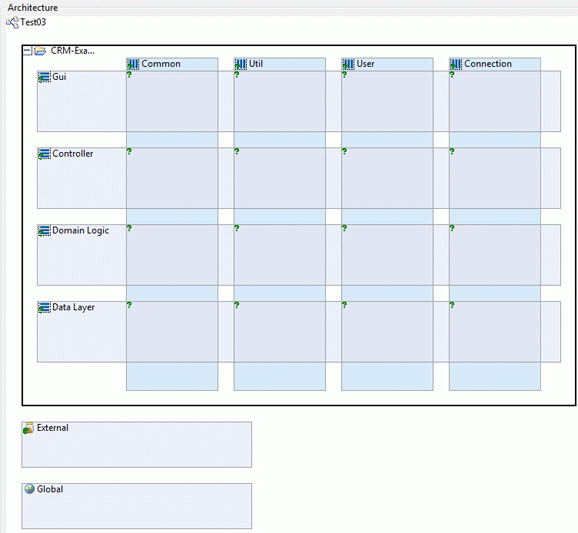 Architecture
Test03
CRM-Exa...
Common Util User Connection
Gui ? ? ? ?
Controller ? ? ? ?
Domain Logic ? ? ? ?
Data Layer ? ? ? ?
External
Global